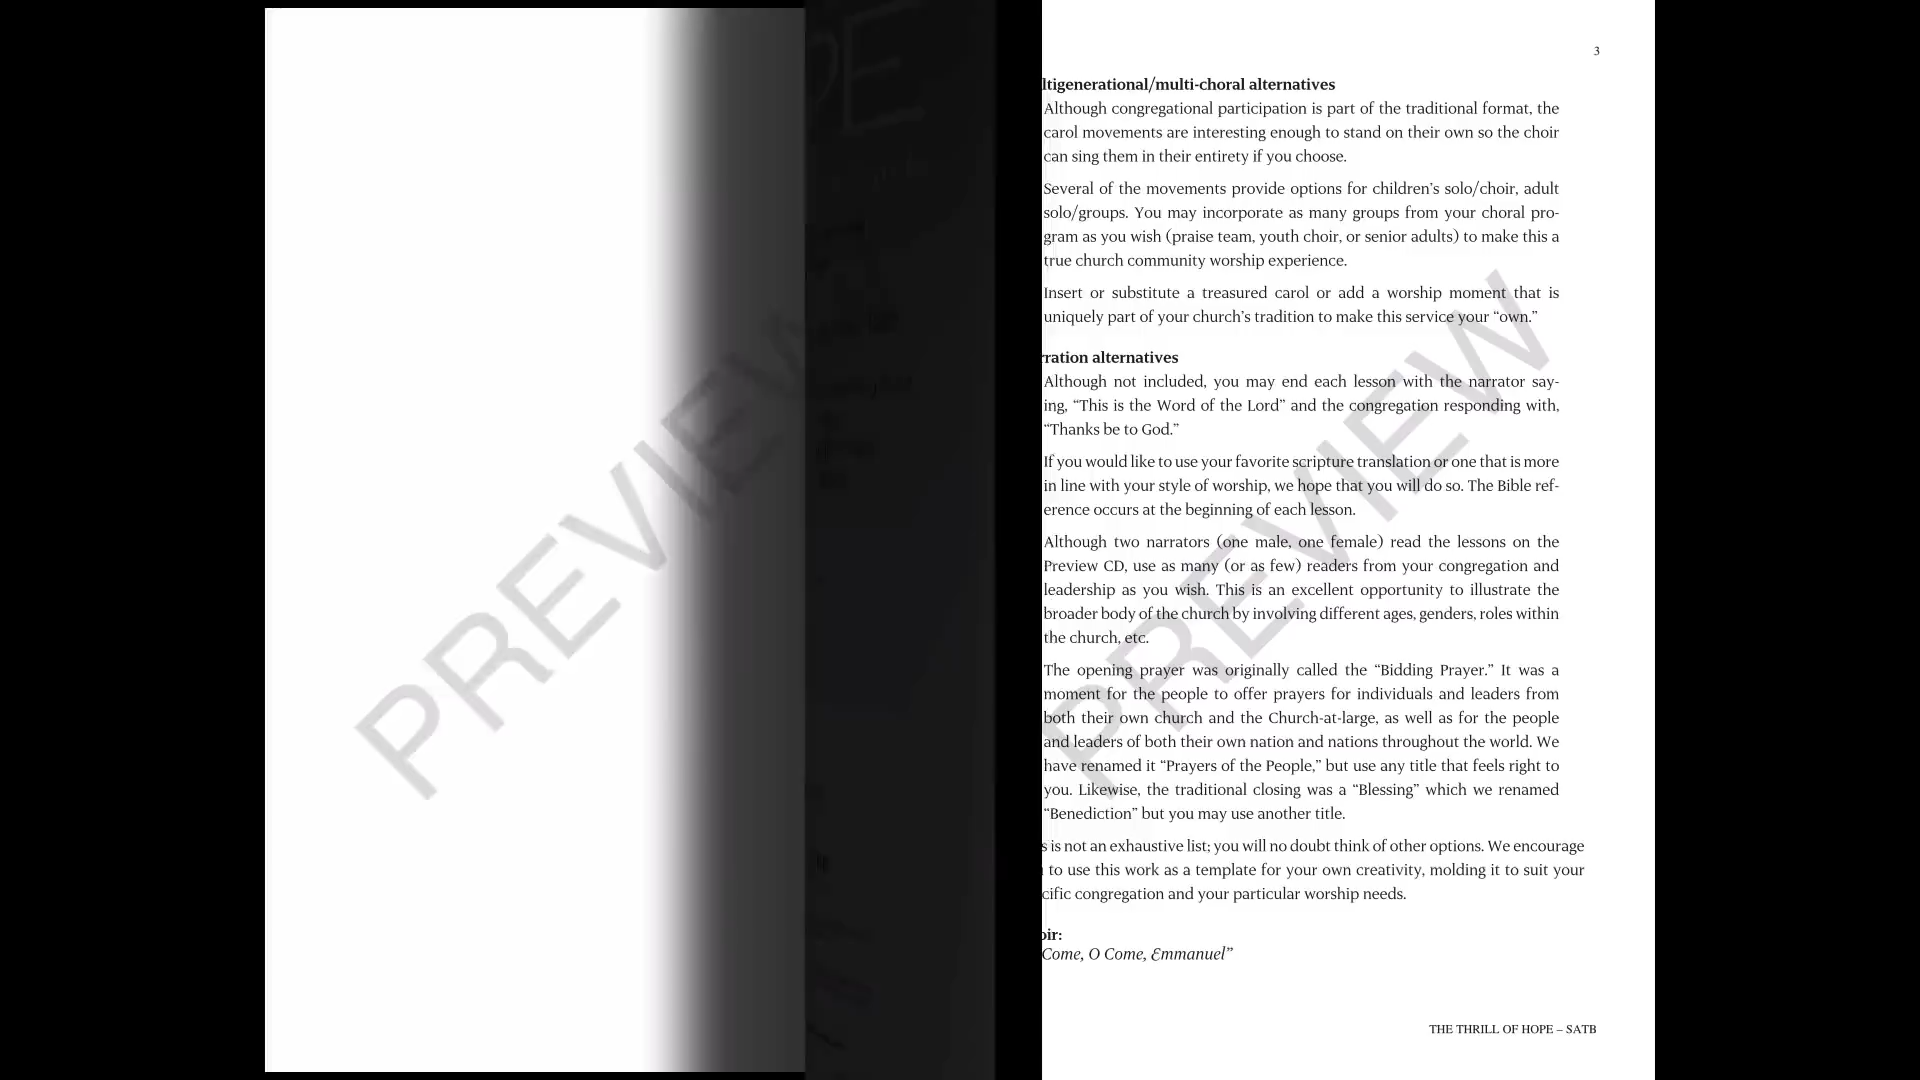 PREVIEW
3
ltigenerational/multi-choral alternatives
Although congregational participation is part of the traditional format, the
carol movements are interesting enough to stand on their own so the choir
can sing them in their entirety if you choose.
Several of the movements provide options for children’s solo/choir, adult
solo/groups. You may incorporate as many groups from your choral pro-
gram as you wish (praise team, youth choir, or senior adults) to make this a
true church community worship experience.
Insert or substitute a treasured carol or add a worship moment that is
uniquely part of your church’s tradition to make this service your “own.”
rration alternatives
Although not included, you may end each lesson with the narrator say-
ing, “This is the Word of the Lord” and the congregation responding with,
“Thanks be to God.”
If you would like to use your favorite scripture translation or one that is more
in line with your style of worship, we hope that you will do so. The Bible ref-
erence occurs at the beginning of each lesson.
Although two narrators (one male, one female) read the lessons on the
Preview CD, use as many (or as few) readers from your congregation and
leadership as you wish. This is an excellent opportunity to illustrate the
broader body of the church by involving different ages, genders, roles within
the church, etc.
The opening prayer was originally called the “Bidding Prayer.” It was a
moment for the people to offer prayers for individuals and leaders from
both their own church and the Church-at-large, as well as for the people
and leaders of both their own nation and nations throughout the world. We
have renamed it “Prayers of the People,” but use any title that feels right to
you. Likewise, the traditional closing was a “Blessing” which we renamed
“Benediction” but you may use another title.
s is not an exhaustive list; you will no doubt think of other options. We encourage
to use this work as a template for your own creativity, molding it to suit your
cific congregation and your particular worship needs.
oir:
Come, O Come, Emmanuel”
THE THRILL OF HOPE – SATB
PREVIEW